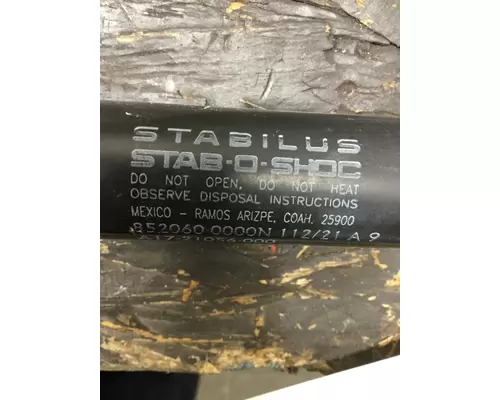 STABILUS
STAB-O-SHOC
DO NOT OPEN, DO NOT HEAT
OBSERVE DISPOSAL INSTRUCTIONS
MEXICO - RAMOS ARIZPE, COAH. 25900
852060 0000N 112/21 A 9